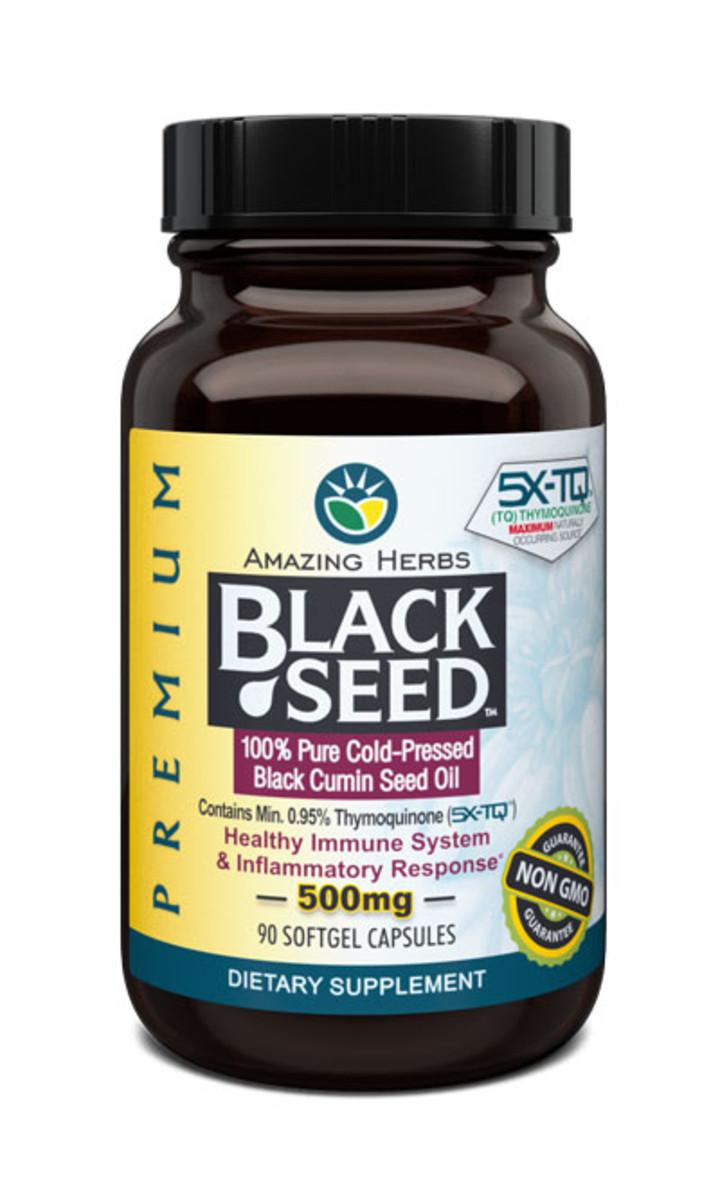 PREMIUM
5X-TQ
(TQ) THYMOQUINONE
MAXIMUM NATURALLY
OCCURRING SOURCE
AMAZING HERBS
BLACK
SEED™
100% Pure Cold-Pressed
Black Cumin Seed Oil
Contains Min. 0.95% Thymoquinone (5X-TQ™)
Healthy Immune System
& Inflammatory Response*
500mg
90 SOFTGEL CAPSULES
GUARANTEE
NON GMO
GUARANTEE
DIETARY SUPPLEMENT